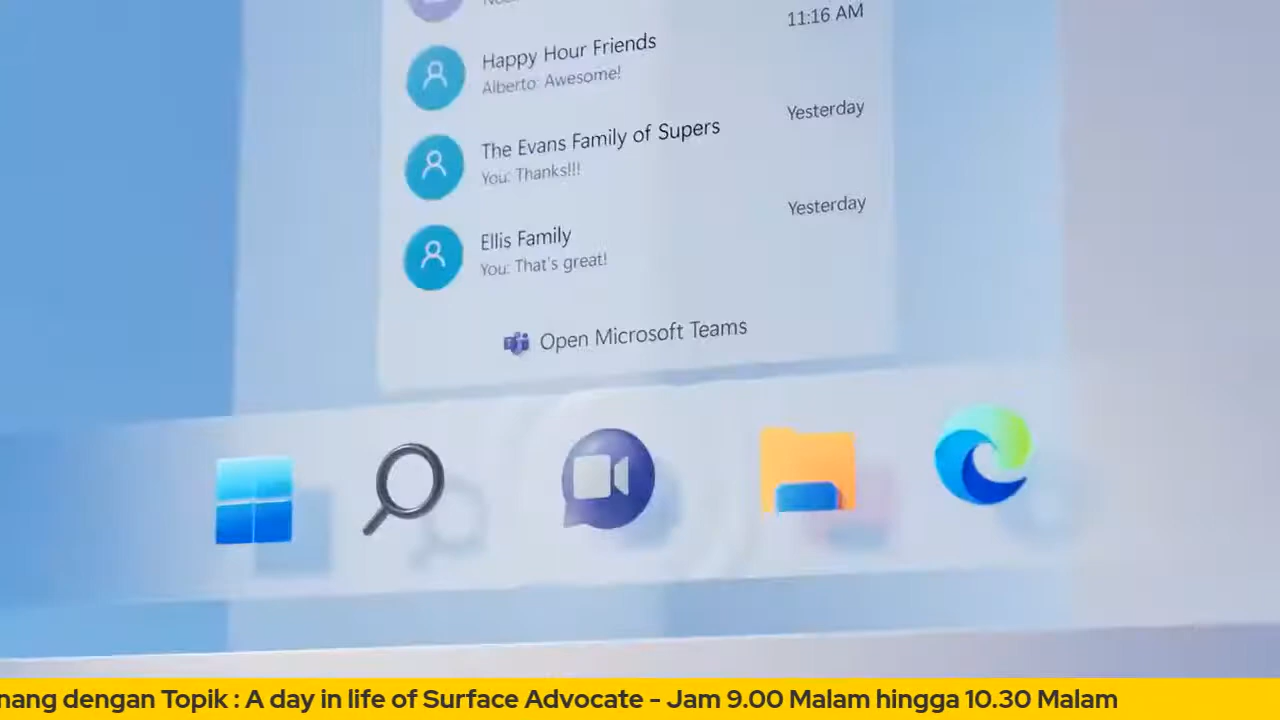 11:16 AM
Happy Hour Friends
Alberto: Awesome!
Yesterday
The Evans Family of Supers
You: Thanks!!!
Yesterday
Ellis Family
You: That's great!
Open Microsoft Teams
nang dengan Topik : A day in life of Surface Advocate - Jam 9.00 Malam hingga 10.30 Malam